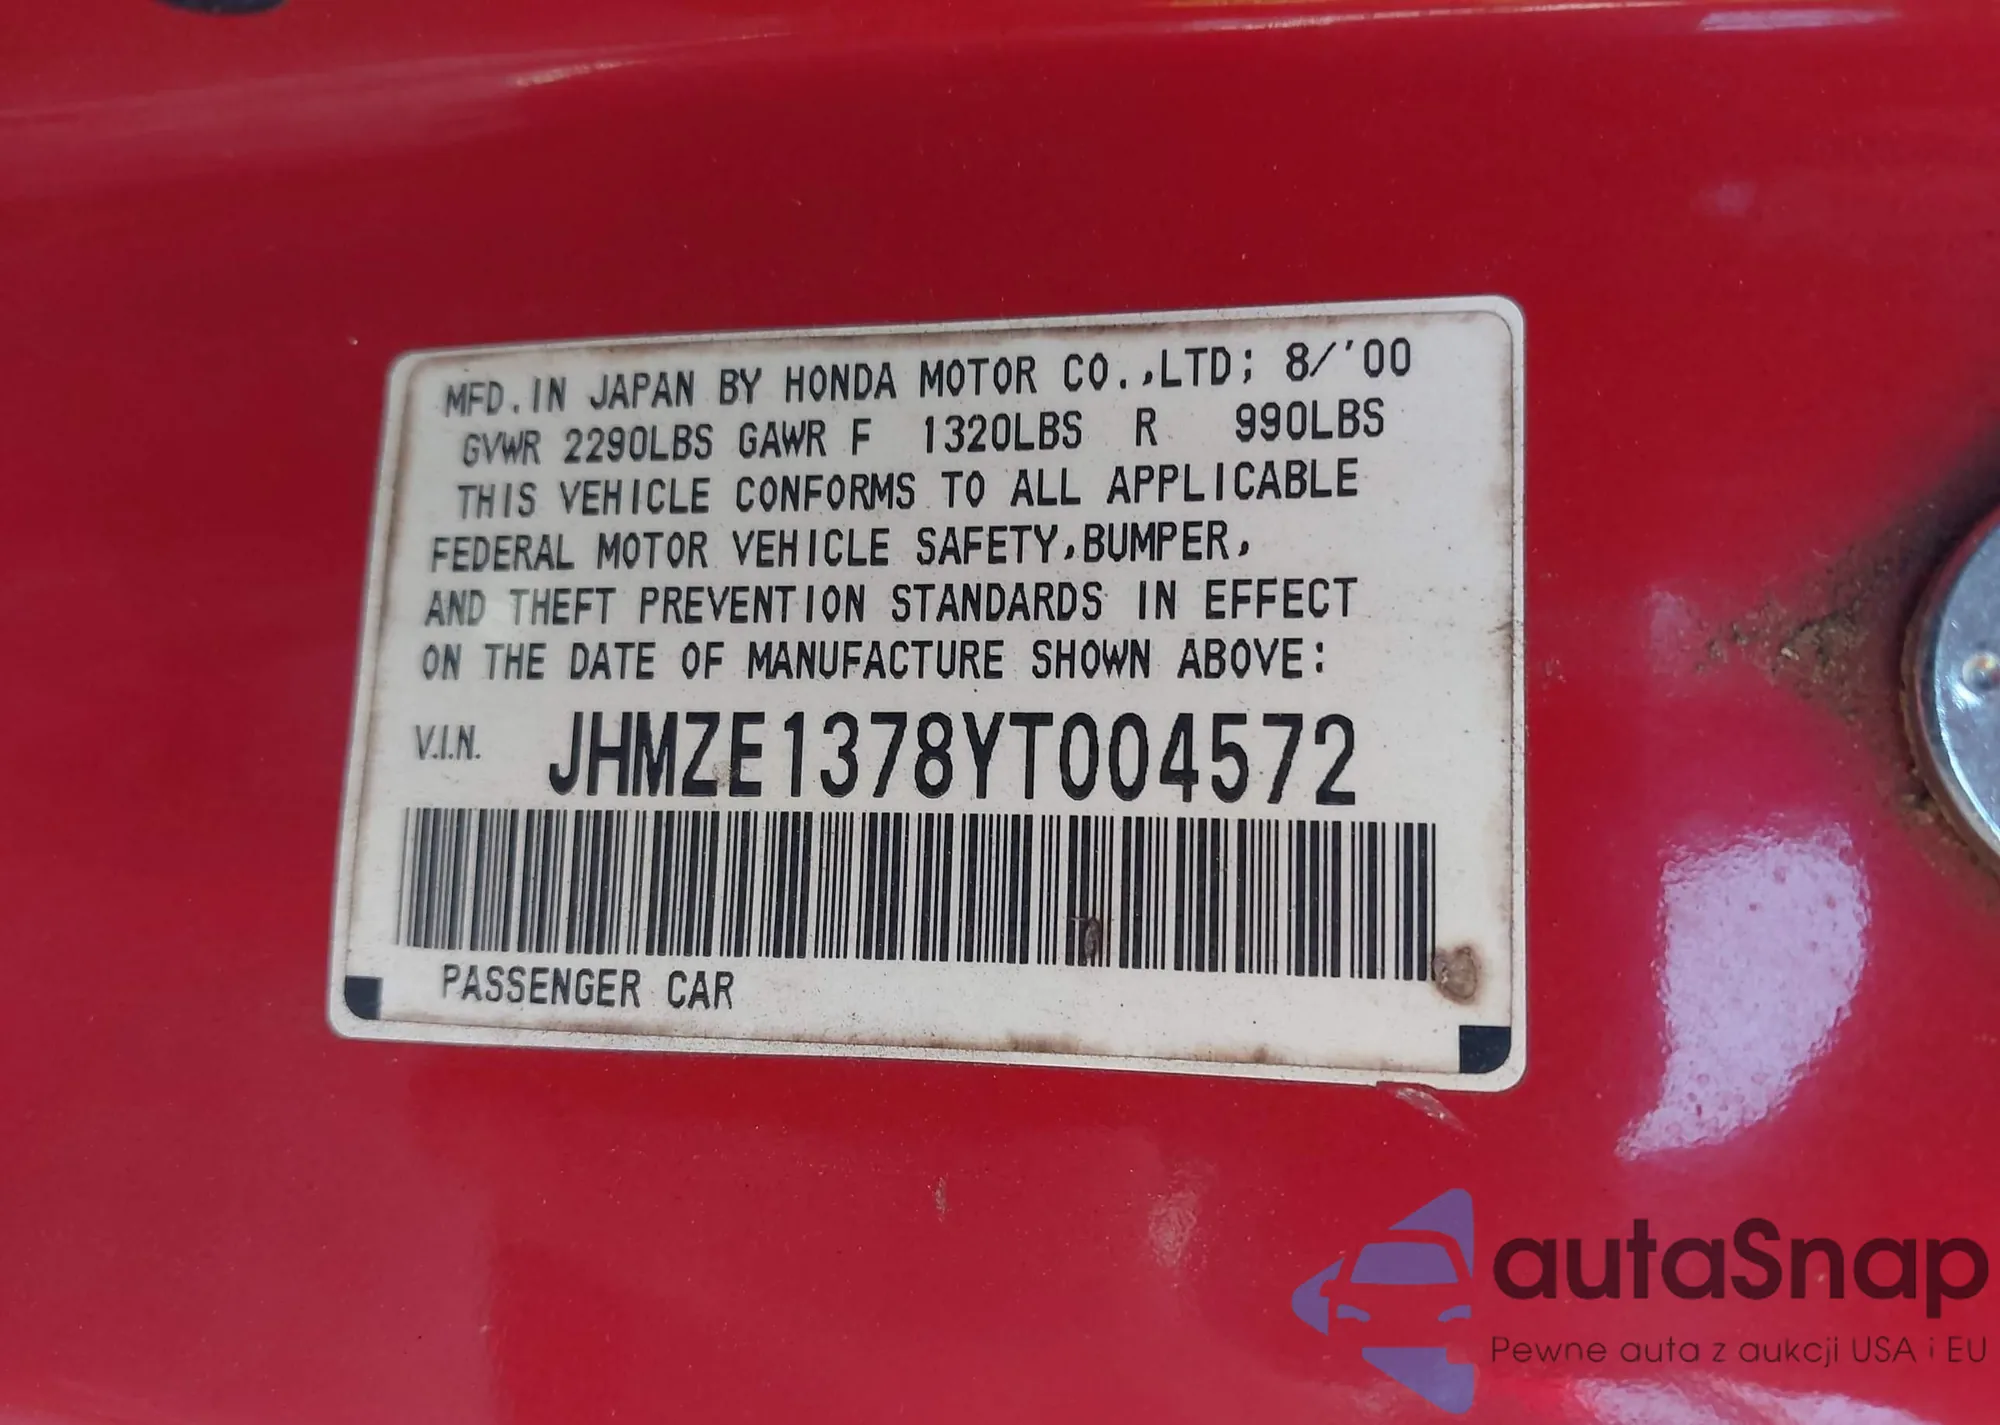 MFD. IN JAPAN BY HONDA MOTOR CO.,LTD; 8/'00
GVWR 2290LBS GAWR F 1320LBS R 990LBS
THIS VEHICLE CONFORMS TO ALL APPLICABLE
FEDERAL MOTOR VEHICLE SAFETY,BUMPER,
AND THEFT PREVENTION STANDARDS IN EFFECT
ON THE DATE OF MANUFACTURE SHOWN ABOVE:
V.I.N. JHMZE1378YT004572
PASSENGER CAR
autaSnap
Pewne auta z aukcji USA i EU